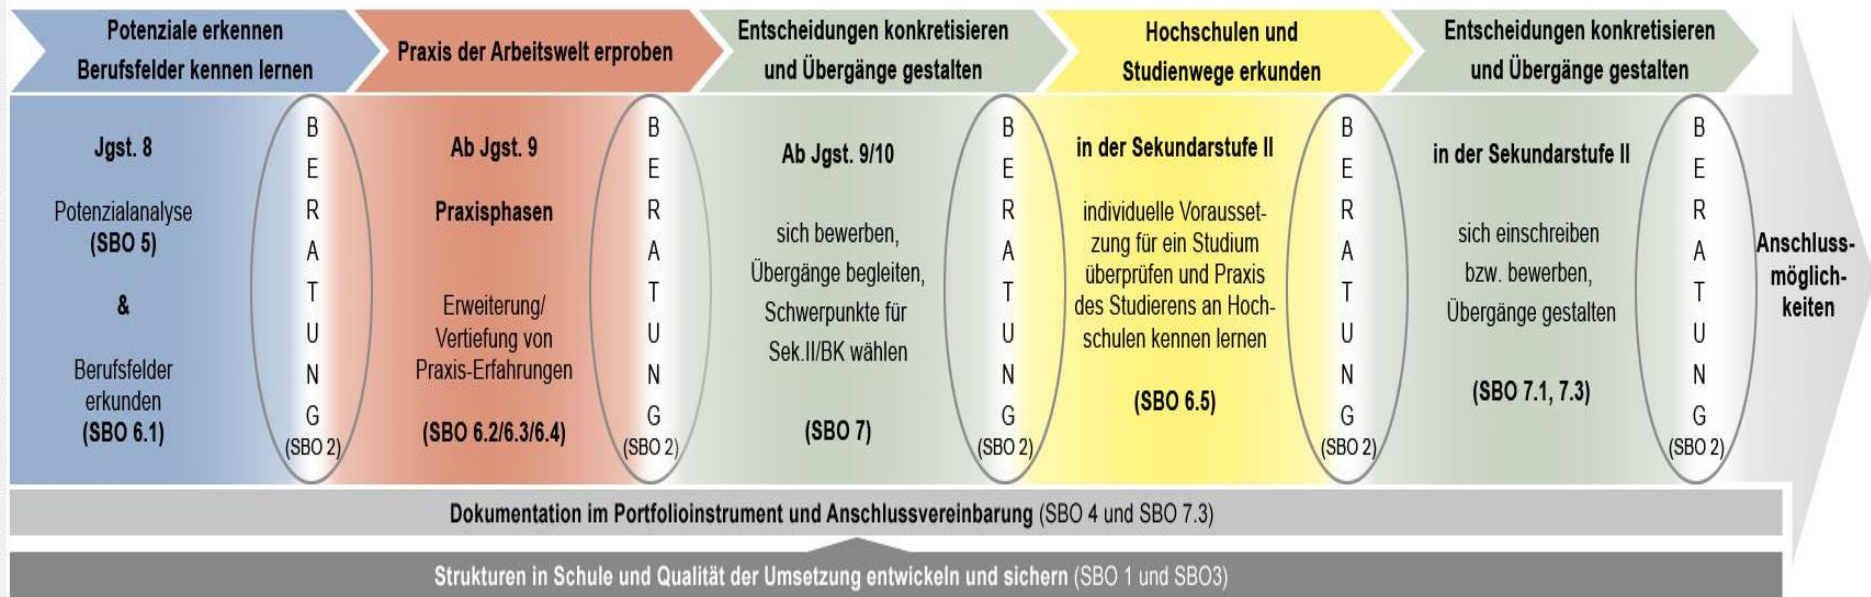 Potenziale erkennen
Berufsfelder kennen lernen
Praxis der Arbeitswelt erproben
Entscheidungen konkretisieren
und Übergänge gestalten
Hochschulen und
Studienwege erkunden
Entscheidungen konkretisieren
und Übergänge gestalten
Jgst. 8
Potenzialanalyse
(SBO 5)
&
Berufsfelder
erkunden
(SBO 6.1)
BERATUNG
(SBO 2)
Ab Jgst. 9
Praxisphasen
Erweiterung/
Vertiefung von
Praxis-Erfahrungen
(SBO 6.2/6.3/6.4)
BERATUNG
(SBO 2)
Ab Jgst. 9/10
sich bewerben,
Übergänge begleiten,
Schwerpunkte für
Sek.II/BK wählen
(SBO 7)
BERATUNG
(SBO 2)
in der Sekundarstufe II
individuelle Vorausset-
zung für ein Studium
überprüfen und Praxis
des Studierens an Hoch-
schulen kennen lernen
(SBO 6.5)
BERATUNG
(SBO 2)
in der Sekundarstufe II
sich einschreiben
bzw. bewerben,
Übergänge gestalten
(SBO 7.1, 7.3)
BERATUNG
(SBO 2)
Anschluss-
möglich-
keiten
Dokumentation im Portfolioinstrument und Anschlussvereinbarung (SBO 4 und SBO 7.3)
Strukturen in Schule und Qualität der Umsetzung entwickeln und sichern (SBO 1 und SBO3)